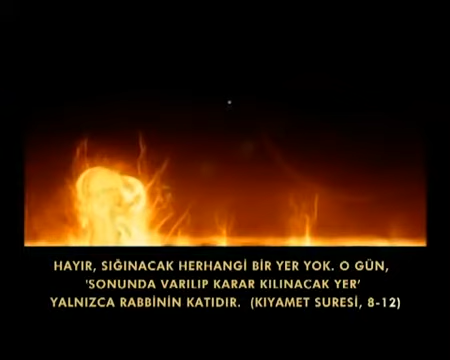 HAYIR, SIĞINACAK HERHANGİ BİR YER YOK. O GÜN,
'SONUNDA VARILIP KARAR KILINACAK YER'
YALNIZCA RABBİNİN KATIDIR. (KIYAMET SURESİ, 8-12)